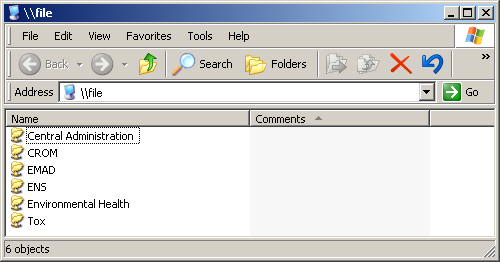 \\file
File Edit View Favorites Tools Help
Back Search Folders »
Address \\file Go
Name Comments
Central Administration
CROM
EMAD
ENS
Environmental Health
Tox
6 objects